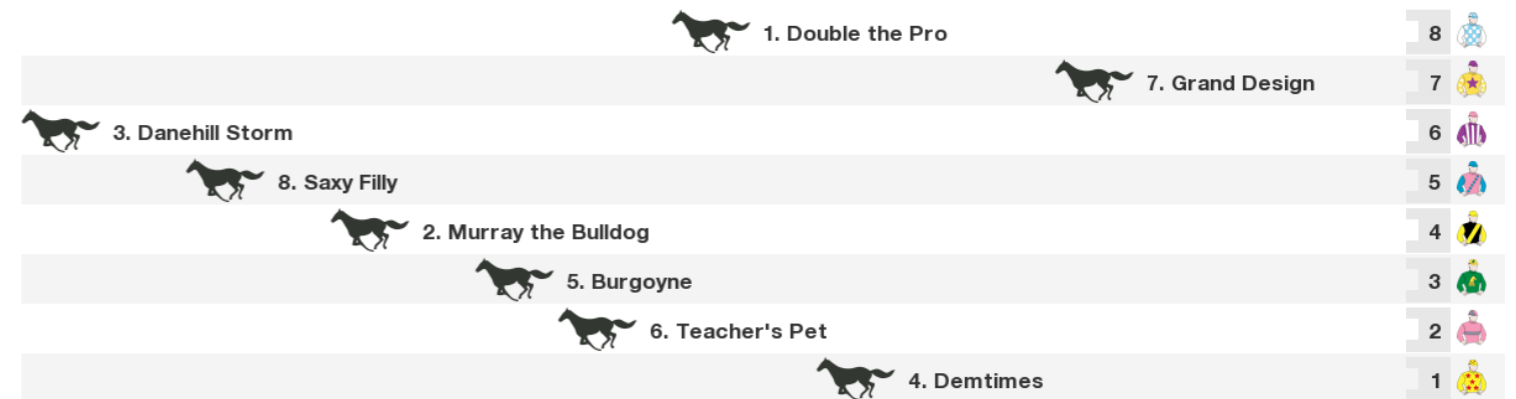 1. Double the Pro 8
7. Grand Design 7
3. Danehill Storm 6
8. Saxy Filly 5
2. Murray the Bulldog 4
5. Burgoyne 3
6. Teacher's Pet 2
4. Demtimes 1